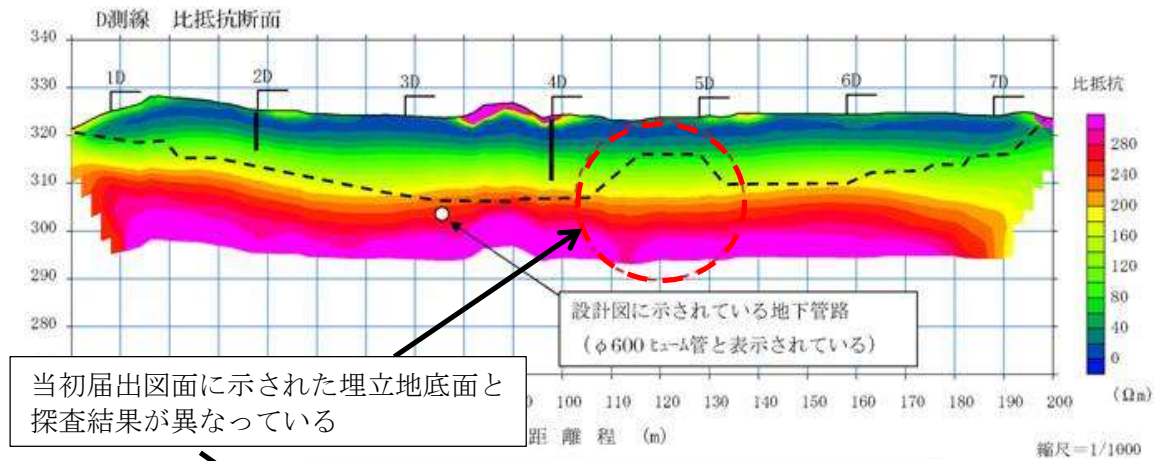 D測線 比抵抗断面
340
330
320
310
300
290
280
1D 2D 3D 4D 5D 6D 7D
比抵抗
280
240
200
160
120
80
40
0
(Ωm)
設計図に示されている地下管路
(φ600 ﾋｭｰﾑ管と表示されている)
当初届出図面に示された埋立地底面と
探査結果が異なっている
100 110 120 130 140 150 160 170 180 190 200
距離程 (m)
縮尺=1/1000